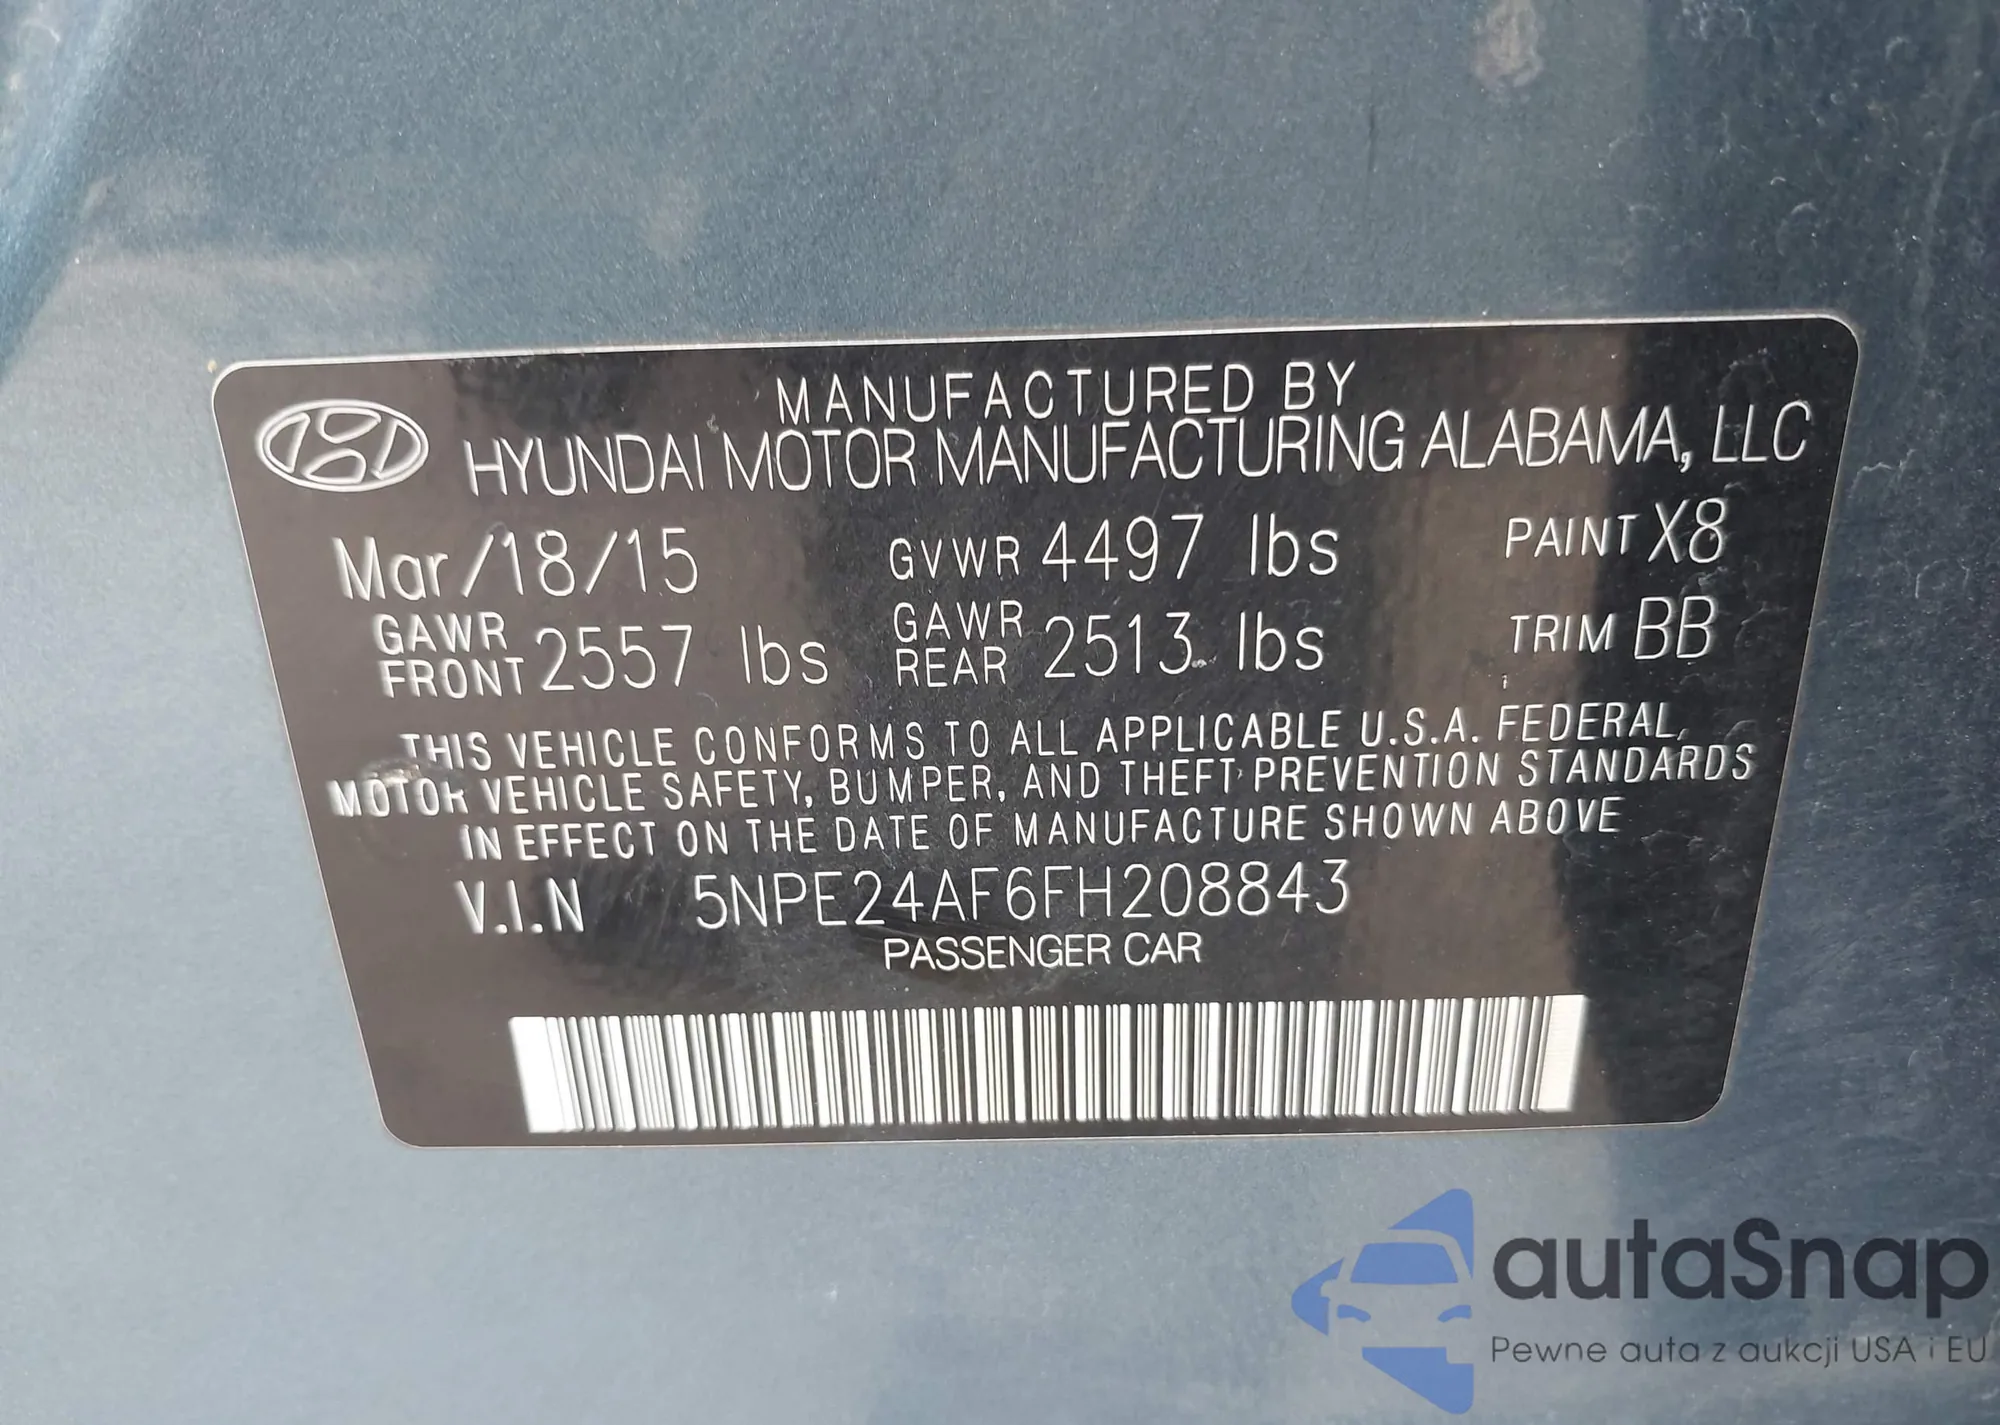 MANUFACTURED BY
HYUNDAI MOTOR MANUFACTURING ALABAMA, LLC
Mar/18/15 GVWR 4497 lbs PAINT X8
GAWR FRONT 2557 lbs GAWR REAR 2513 lbs TRIM BB
THIS VEHICLE CONFORMS TO ALL APPLICABLE U.S.A. FEDERAL
MOTOR VEHICLE SAFETY, BUMPER, AND THEFT PREVENTION STANDARDS
IN EFFECT ON THE DATE OF MANUFACTURE SHOWN ABOVE
V.I.N 5NPE24AF6FH208843
PASSENGER CAR
autaSnap
Pewne auta z aukcji USA i EU